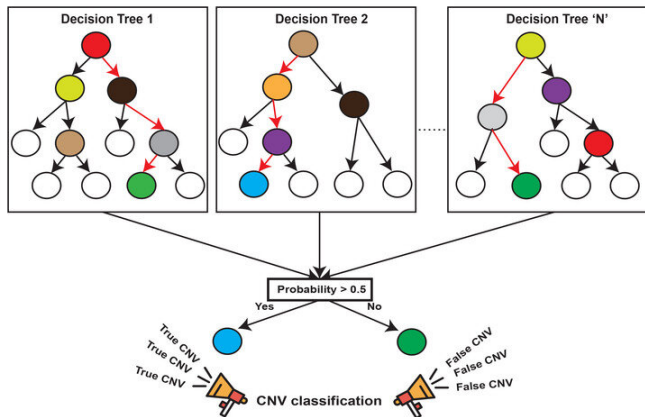 Decision Tree 1
Decision Tree 2
Decision Tree 'N'
Probability > 0.5
Yes
No
True CNV
True CNV
True CNV
False CNV
False CNV
False CNV
CNV classification